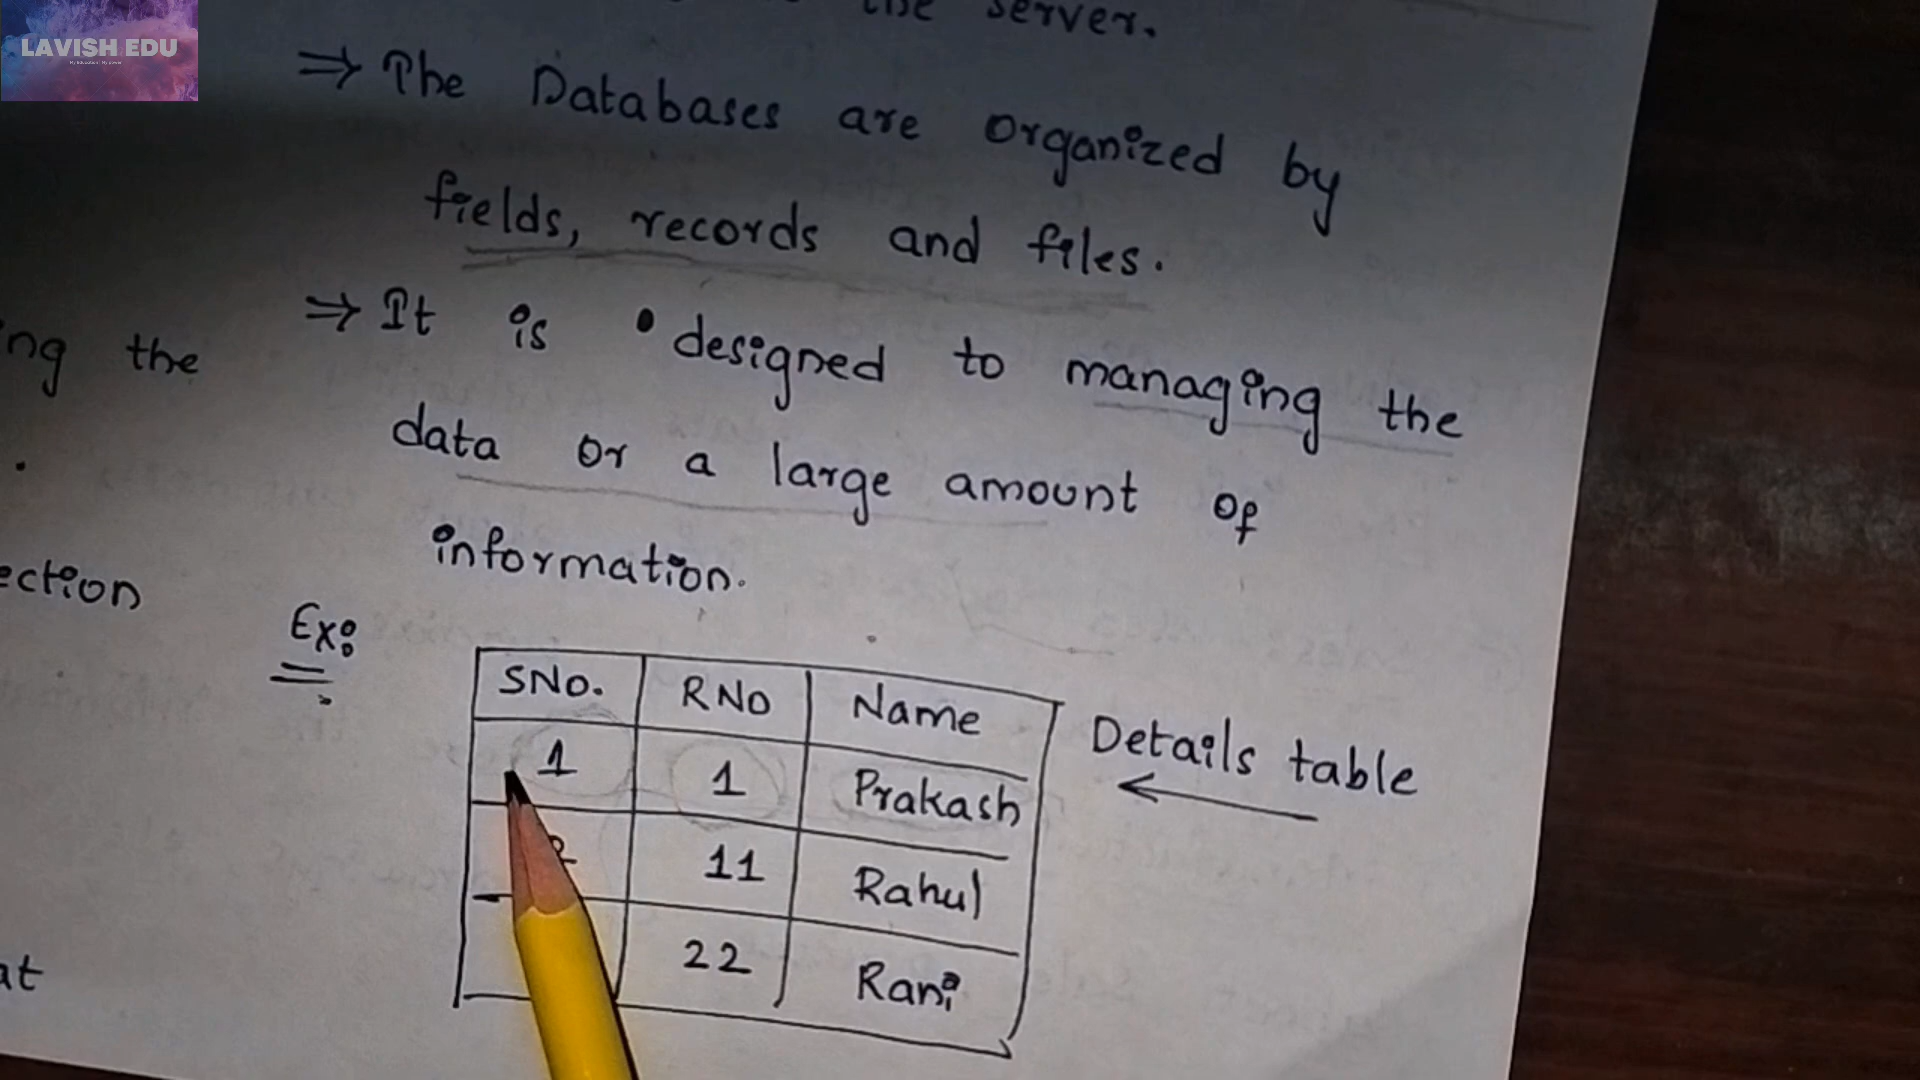 LAVISH EDU
the server.
⇒ The Databases are organized by
fields, records and files.
⇒ It is designed to managing the
data or a large amount of
information.
ng the
ection
at
Ex:
SNo. RNo Name
1 1 Prakash
2 11 Rahul
22 Rani
Details table
←